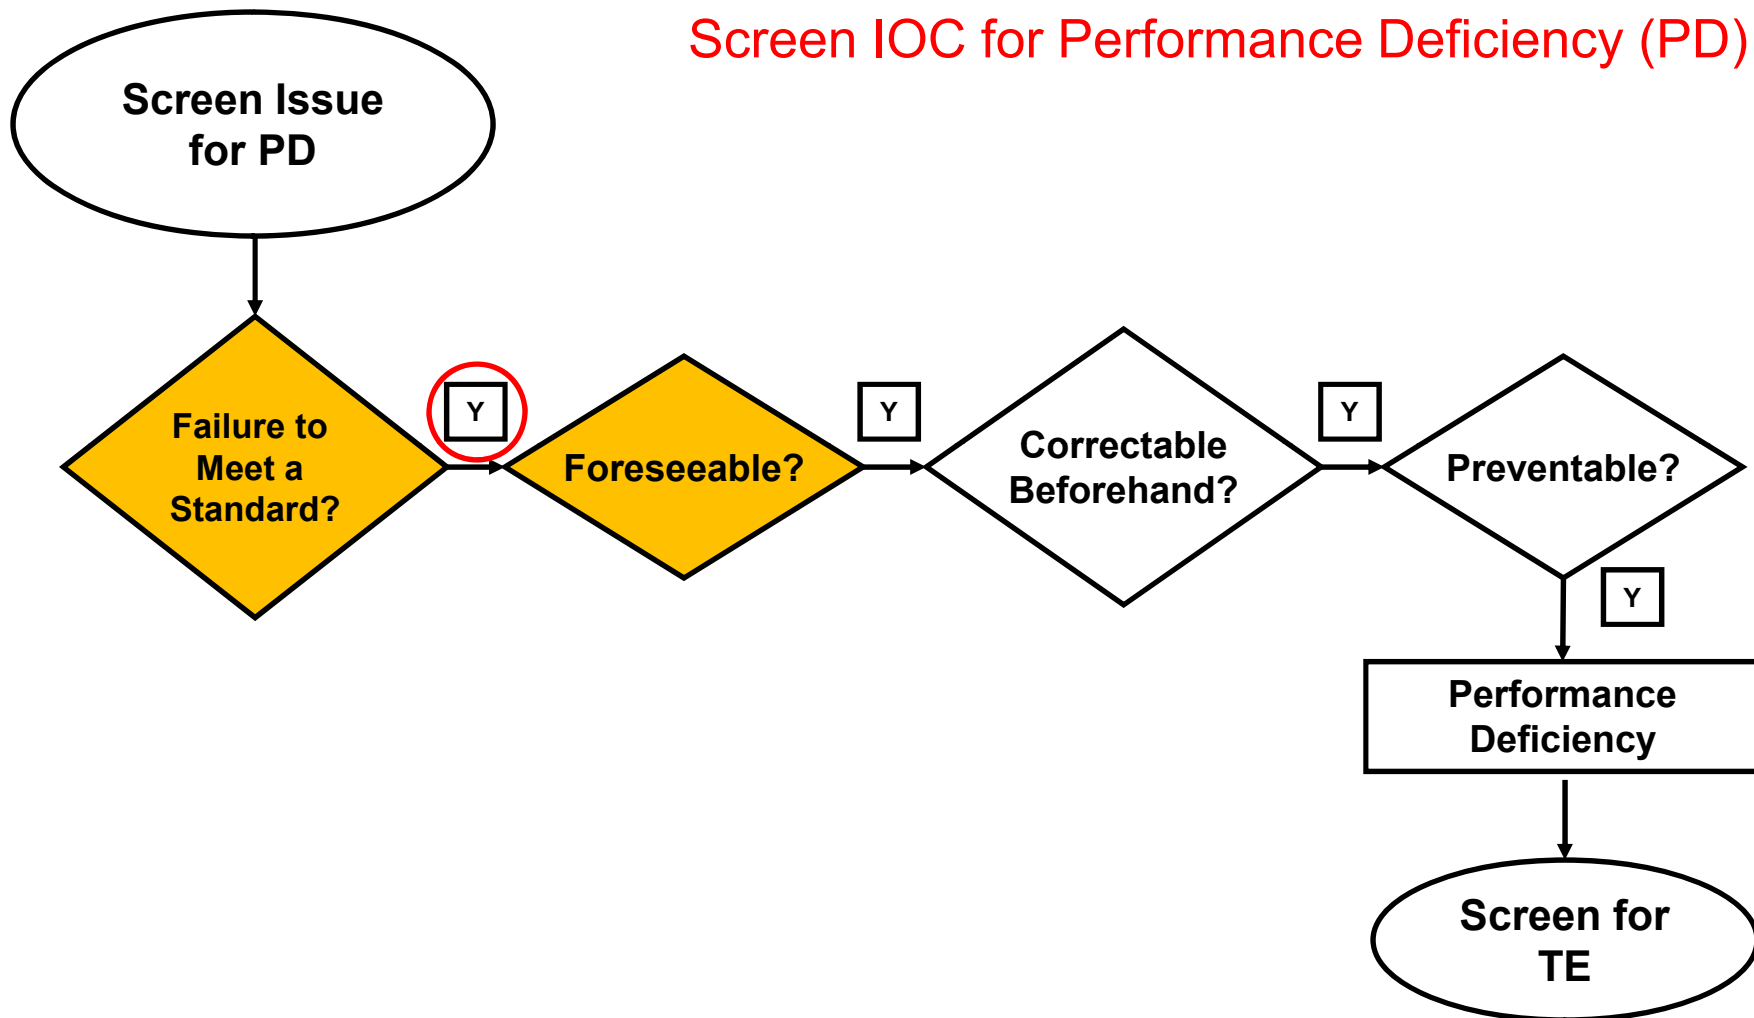 Screen IOC for Performance Deficiency (PD)
Screen Issue
for PD
Failure to
Meet a
Standard?
Y
Foreseeable?
Y
Correctable
Beforehand?
Y
Preventable?
Y
Performance
Deficiency
Screen for
TE